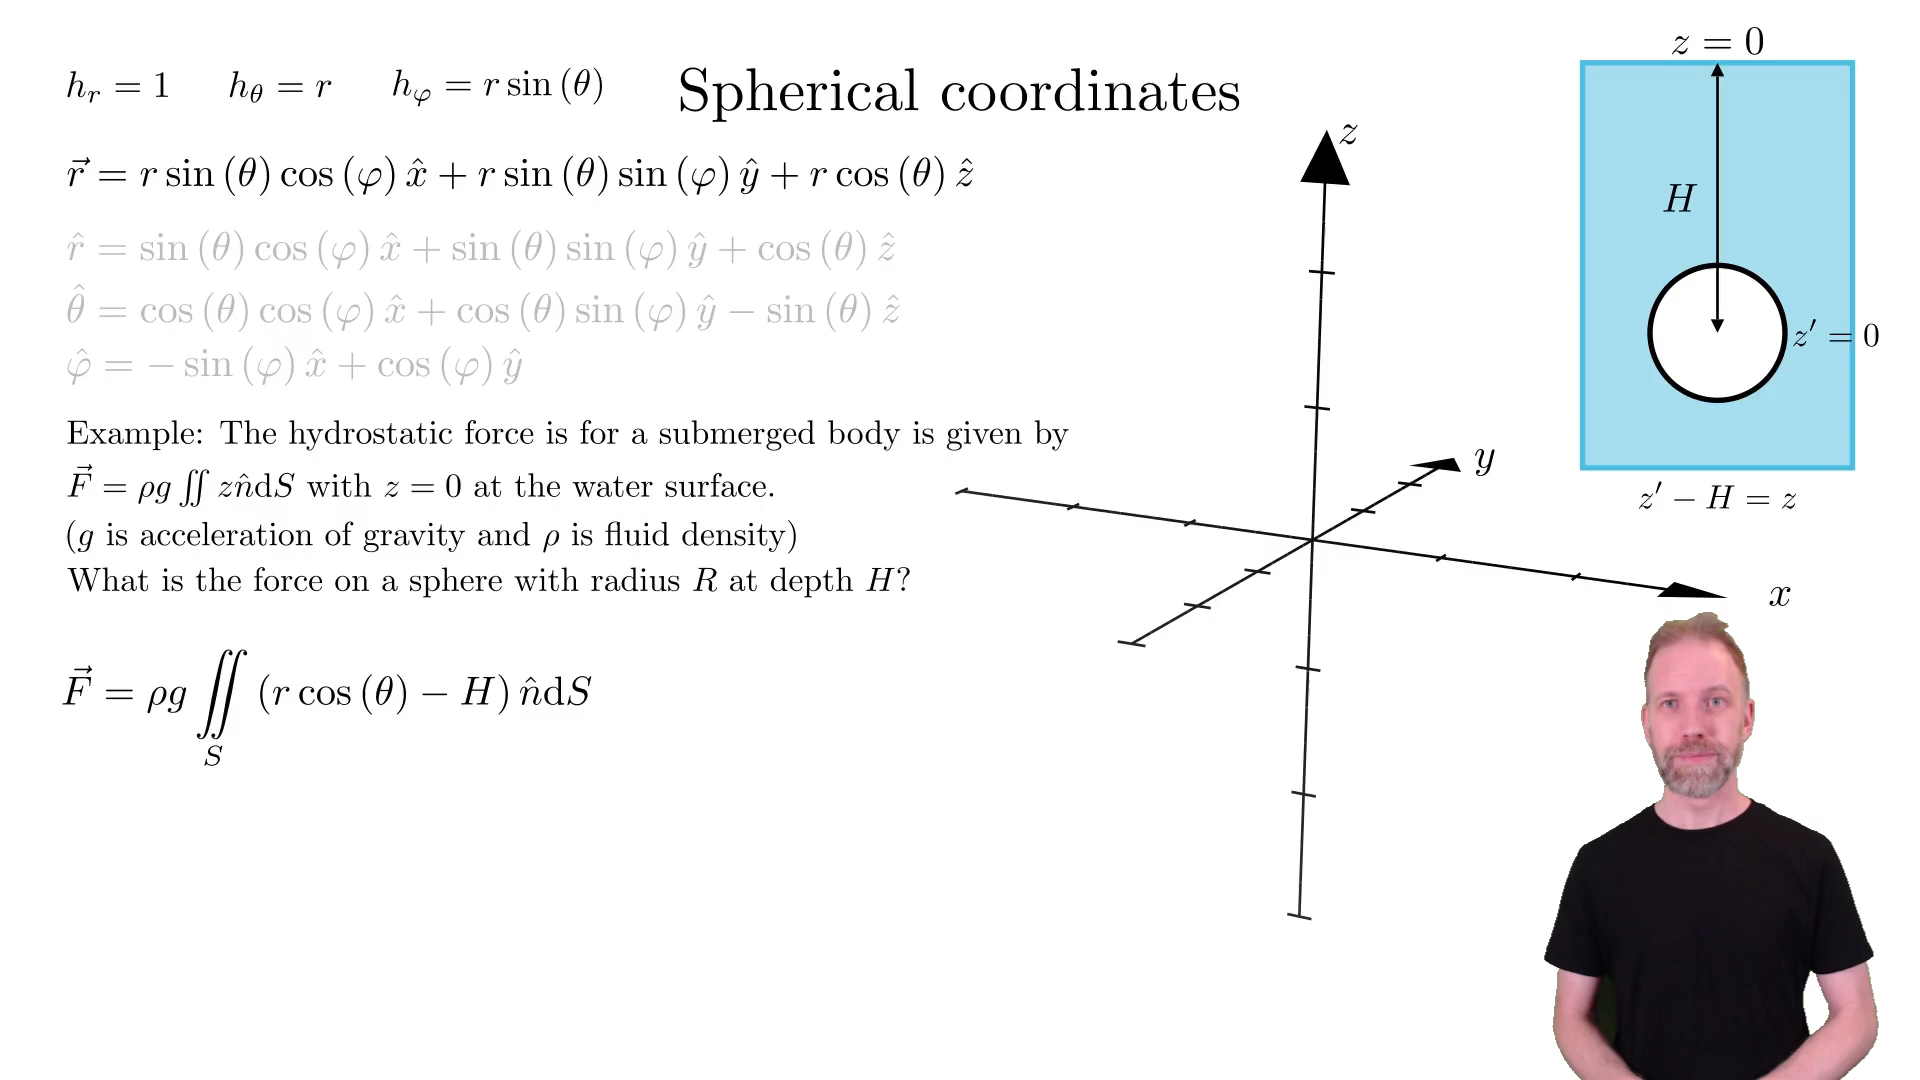 Spherical coordinates
h_r = 1 h_θ = r h_φ = r sin (θ)
r⃗ = r sin (θ) cos (φ) x̂ + r sin (θ) sin (φ) ŷ + r cos (θ) ẑ
r̂ = sin (θ) cos (φ) x̂ + sin (θ) sin (φ) ŷ + cos (θ) ẑ
θ̂ = cos (θ) cos (φ) x̂ + cos (θ) sin (φ) ŷ − sin (θ) ẑ
φ̂ = − sin (φ) x̂ + cos (φ) ŷ
Example: The hydrostatic force is for a submerged body is given by
F⃗ = ρg ∬ zn̂dS with z = 0 at the water surface.
(g is acceleration of gravity and ρ is fluid density)
What is the force on a sphere with radius R at depth H?
F⃗ = ρg ∬_S (r cos (θ) − H) n̂dS
z
y
x
z = 0
H
z′ = 0
z′ − H = z